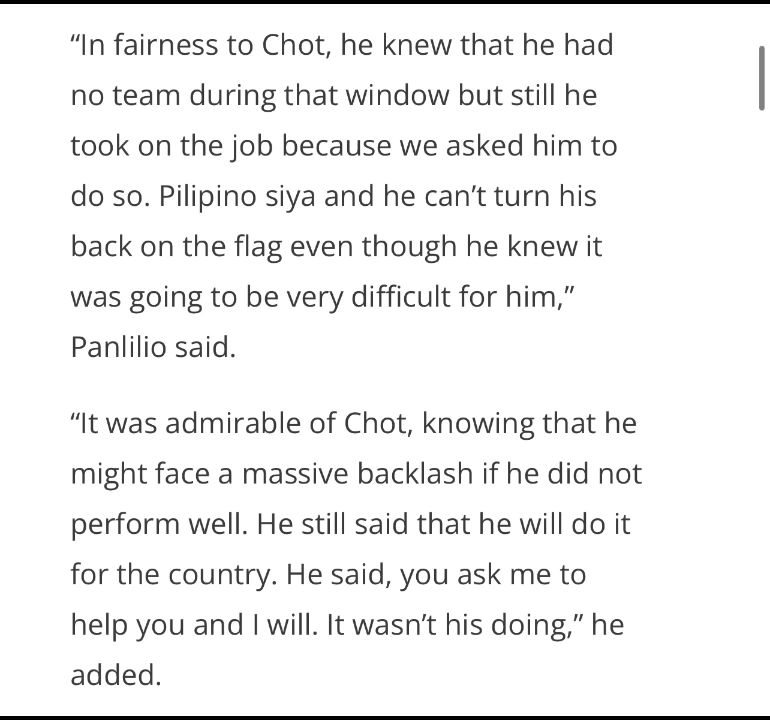 “In fairness to Chot, he knew that he had
no team during that window but still he
took on the job because we asked him to
do so. Pilipino siya and he can’t turn his
back on the flag even though he knew it
was going to be very difficult for him,”
Panlilio said.
“It was admirable of Chot, knowing that he
might face a massive backlash if he did not
perform well. He still said that he will do it
for the country. He said, you ask me to
help you and I will. It wasn’t his doing,” he
added.